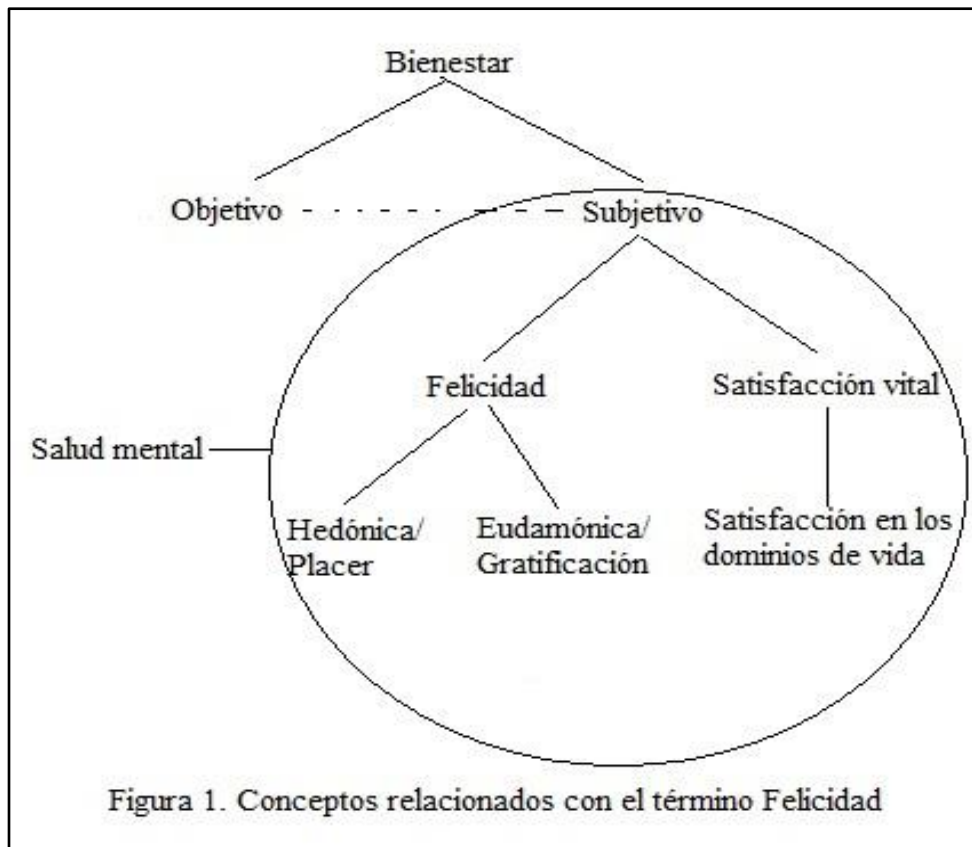 Bienestar
Objetivo
Subjetivo
Felicidad
Satisfacción vital
Salud mental
Hedónica/
Placer
Eudamónica/
Gratificación
Satisfacción en los
dominios de vida
Figura 1. Conceptos relacionados con el término Felicidad